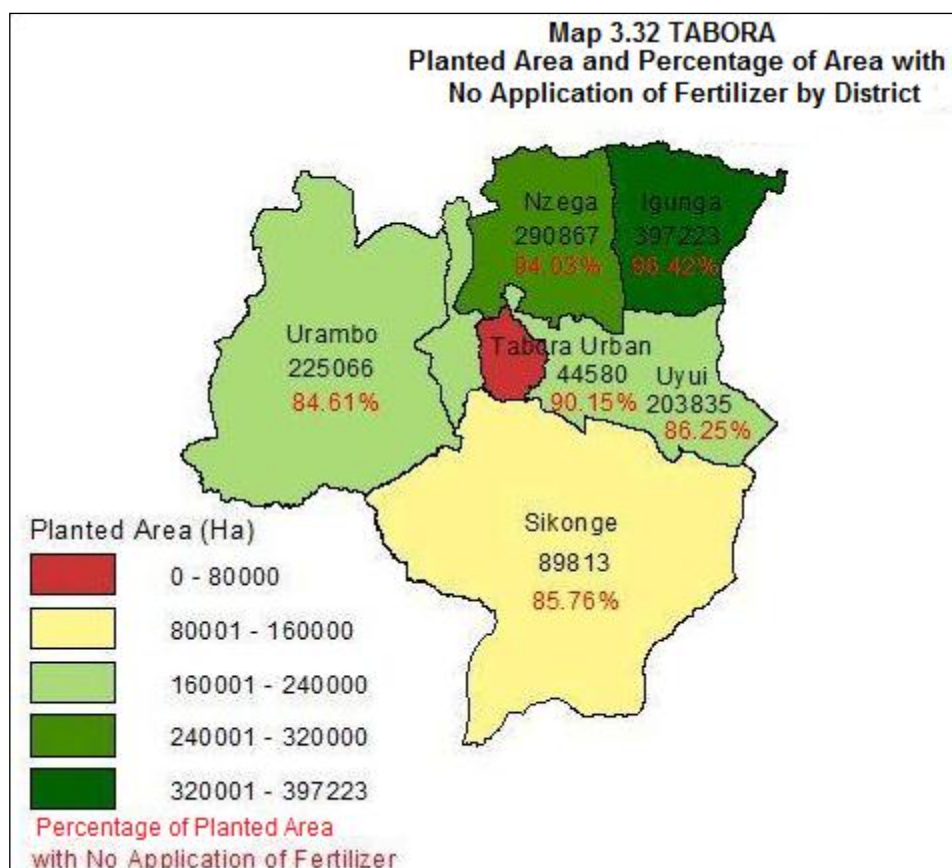 Map 3.32 TABORA
Planted Area and Percentage of Area with
No Application of Fertilizer by District
Nzega
290867
94.03%
Igunga
397223
96.42%
Urambo
225066
84.61%
Tabora Urban
44580
90.15%
Uyui
203835
86.25%
Sikonge
89813
85.76%
Planted Area (Ha)
0 - 80000
80001 - 160000
160001 - 240000
240001 - 320000
320001 - 397223
Percentage of Planted Area
with No Application of Fertilizer